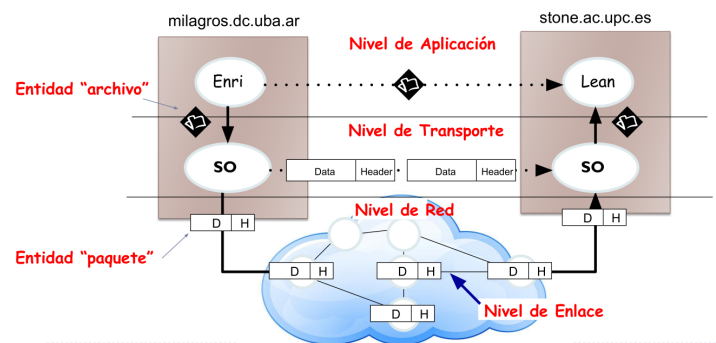 milagros.dc.uba.ar
stone.ac.upc.es
Nivel de Aplicación
Enri
Lean
Entidad “archivo”
Nivel de Transporte
SO
Data Header
Data Header
SO
Nivel de Red
D H
D H
Entidad “paquete”
D H
D H
D H
Nivel de Enlace
D H